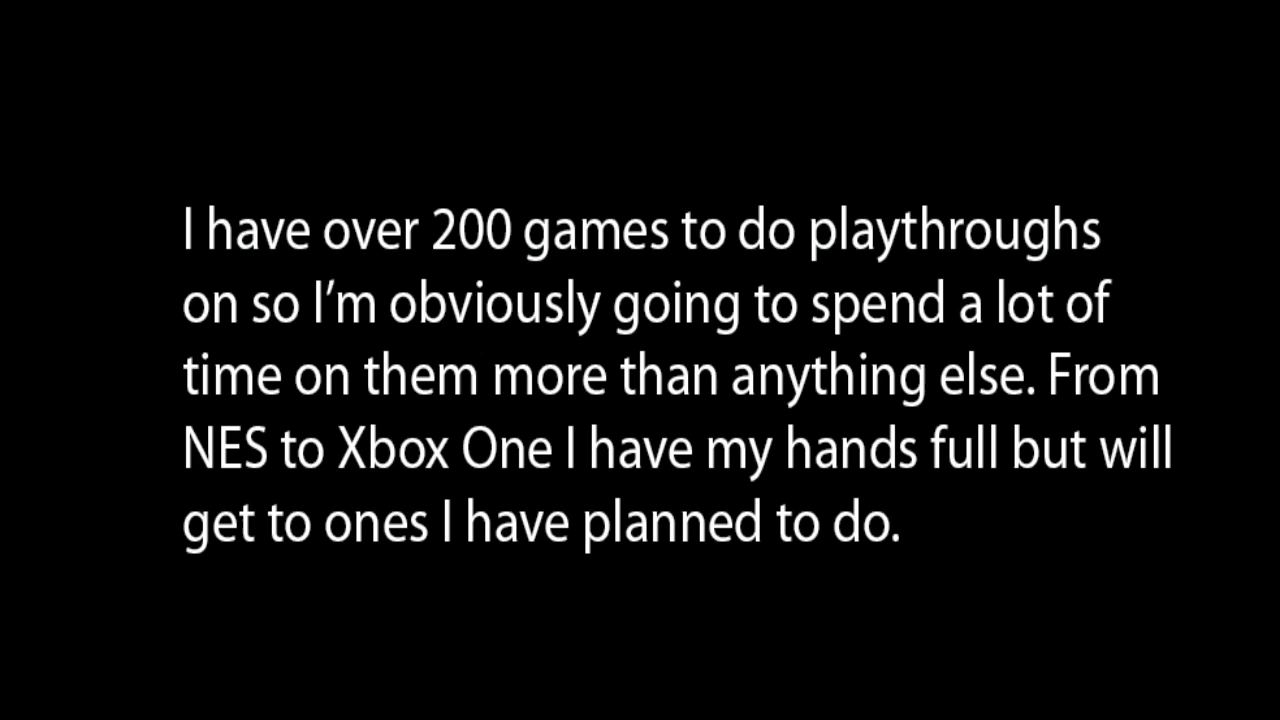 I have over 200 games to do playthroughs
on so I’m obviously going to spend a lot of
time on them more than anything else. From
NES to Xbox One I have my hands full but will
get to ones I have planned to do.